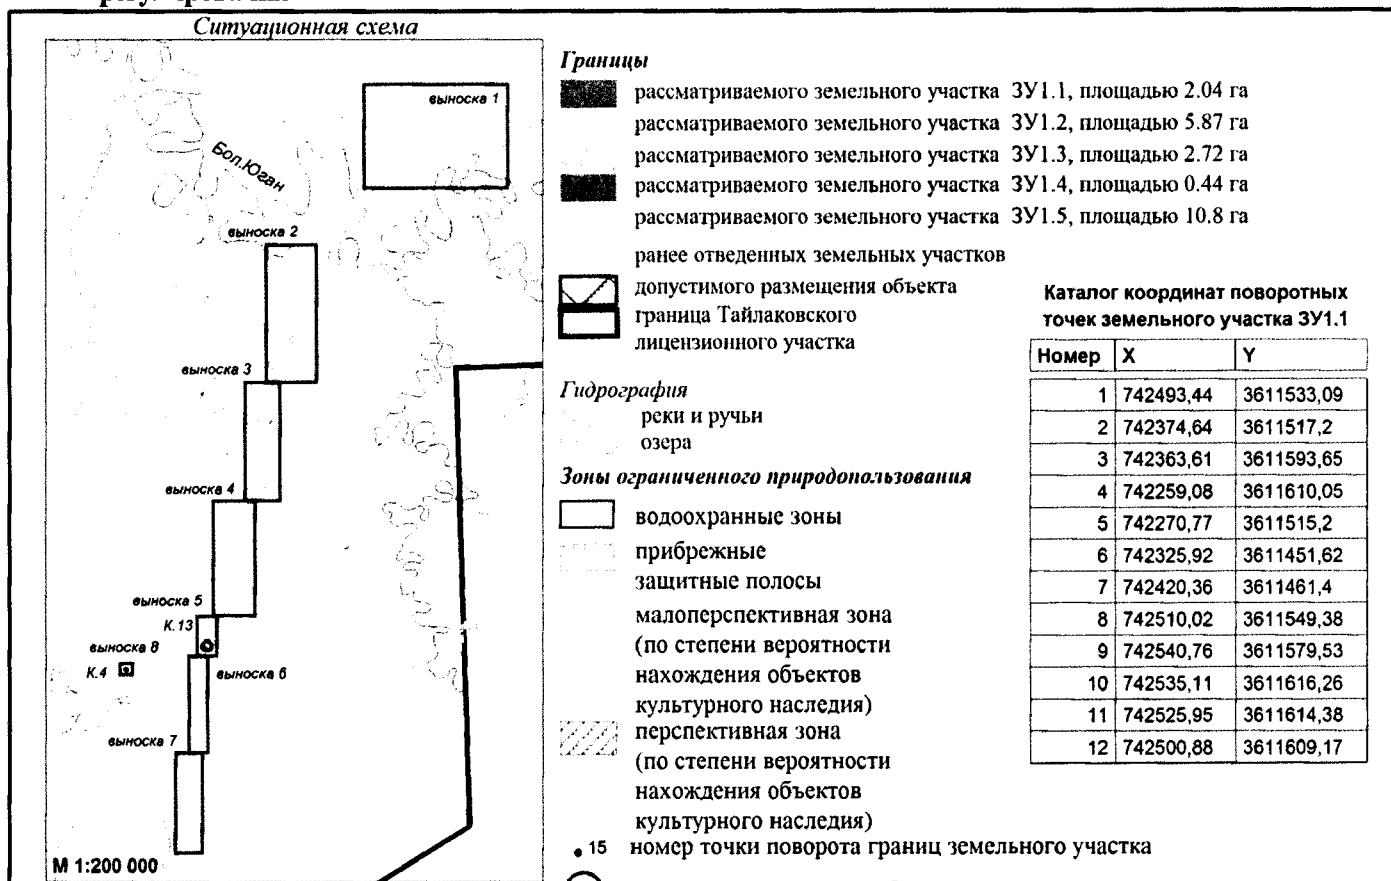 Ситуационная схема
выноска 1
Бол.Юган
выноска 2
выноска 3
выноска 4
выноска 5
К.13
выноска 8
К.4
выноска 6
выноска 7
М 1:200 000
Границы
рассматриваемого земельного участка ЗУ1.1, площадью 2.04 га
рассматриваемого земельного участка ЗУ1.2, площадью 5.87 га
рассматриваемого земельного участка ЗУ1.3, площадью 2.72 га
рассматриваемого земельного участка ЗУ1.4, площадью 0.44 га
рассматриваемого земельного участка ЗУ1.5, площадью 10.8 га
ранее отведенных земельных участков
допустимого размещения объекта
граница Тайлаковского
лицензионного участка
Гидрография
реки и ручьи
озера
Зоны ограниченного природопользования
водоохранные зоны
прибрежные
защитные полосы
малоперспективная зона
(по степени вероятности
нахождения объектов
культурного наследия)
перспективная зона
(по степени вероятности
нахождения объектов
культурного наследия)
15 номер точки поворота границ земельного участка
Каталог координат поворотных
точек земельного участка ЗУ1.1
Номер X Y
1 742493,44 3611533,09
2 742374,64 3611517,2
3 742363,61 3611593,65
4 742259,08 3611610,05
5 742270,77 3611515,2
6 742325,92 3611451,62
7 742420,36 3611461,4
8 742510,02 3611549,38
9 742540,76 3611579,53
10 742535,11 3611616,26
11 742525,95 3611614,38
12 742500,88 3611609,17